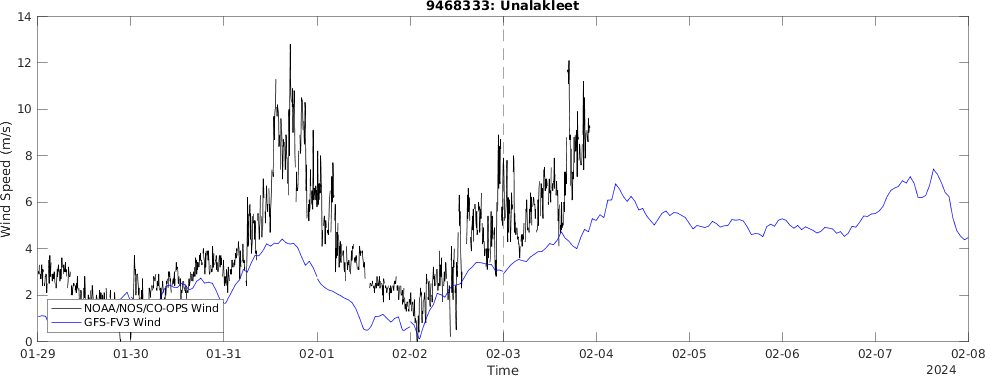 9468333: Unalakleet
14
12
10
8
6
4
2
0
Wind Speed (m/s)
NOAA/NOS/CO-OPS Wind
GFS-FV3 Wind
01-29 01-30 01-31 02-01 02-02 02-03 02-04 02-05 02-06 02-07 02-08
Time
2024